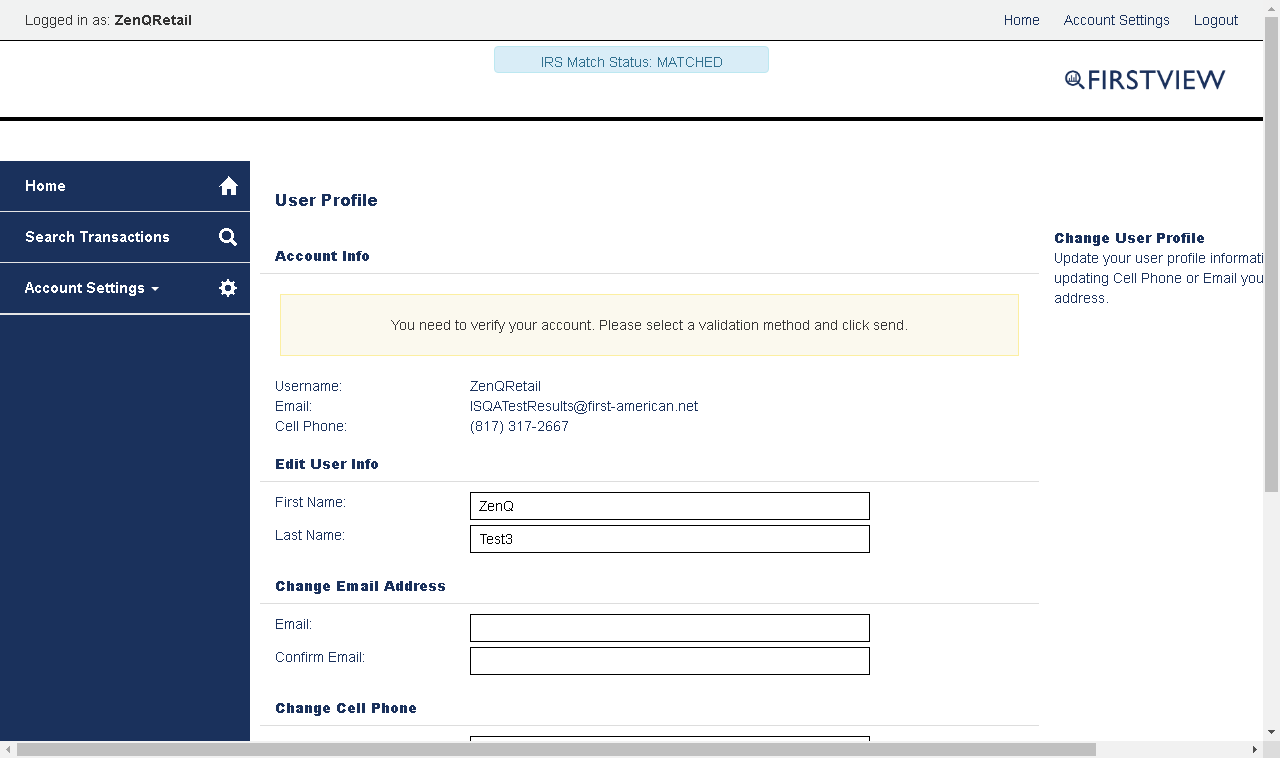 Logged in as: ZenQRetail
Home
Account Settings
Logout
IRS Match Status: MATCHED
FIRSTVIEW
Home
Search Transactions
Account Settings
User Profile
Account Info
You need to verify your account. Please select a validation method and click send.
Username: ZenQRetail
Email: ISQATestResults@first-american.net
Cell Phone: (817) 317-2667
Edit User Info
First Name: ZenQ
Last Name: Test3
Change Email Address
Email:
Confirm Email:
Change Cell Phone
Change User Profile
Update your user profile informati
updating Cell Phone or Email you
address.